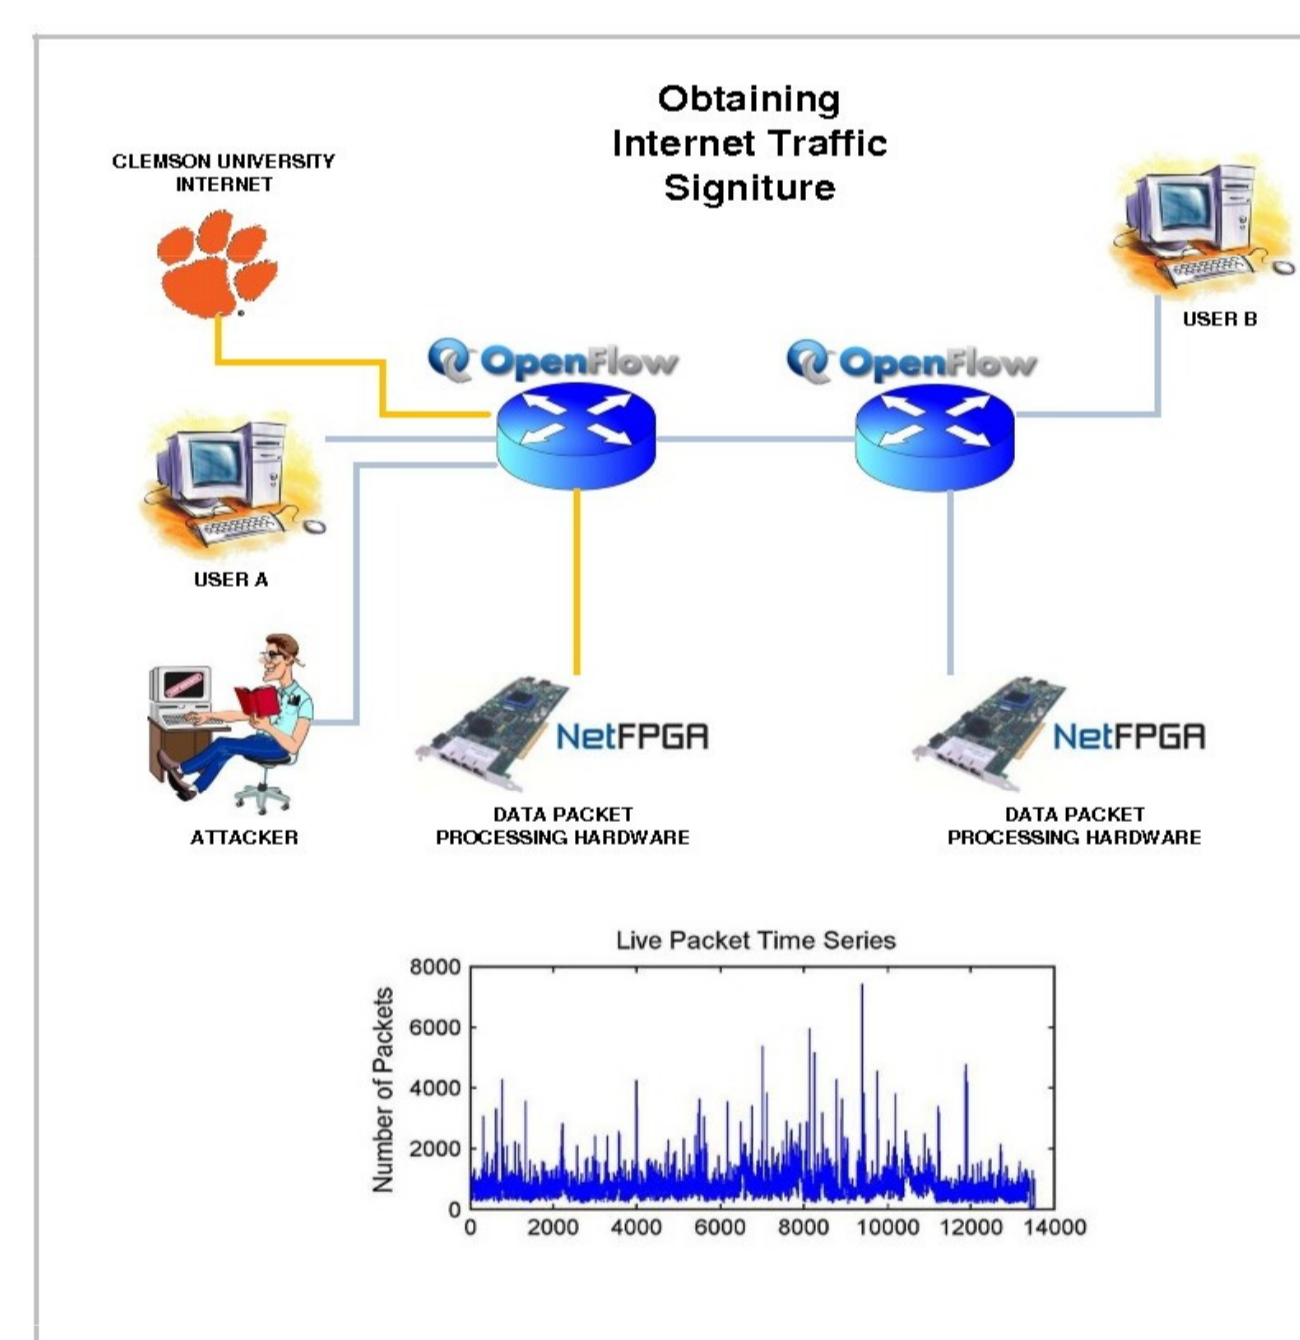 Obtaining
Internet Traffic
Signiture
CLEMSON UNIVERSITY
INTERNET
USER B
OpenFlow
OpenFlow
USER A
ATTACKER
NetFPGA
DATA PACKET
PROCESSING HARDWARE
NetFPGA
DATA PACKET
PROCESSING HARDWARE
Live Packet Time Series
Number of Packets
8000
6000
4000
2000
0
0 2000 4000 6000 8000 10000 12000 14000